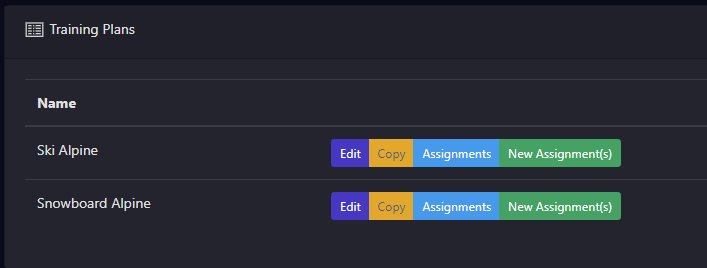 Training Plans
Name
Ski Alpine Edit Copy Assignments New Assignment(s)
Snowboard Alpine Edit Copy Assignments New Assignment(s)